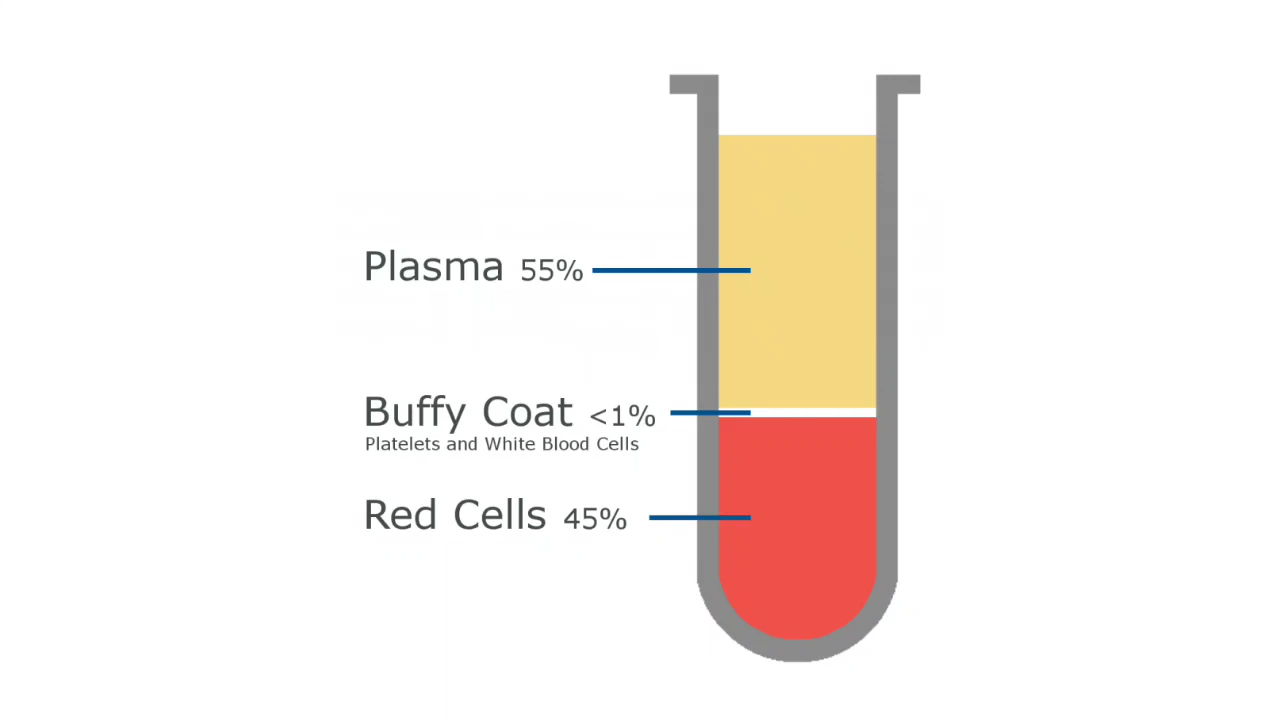 Plasma 55%
Buffy Coat <1%
Platelets and White Blood Cells
Red Cells 45%